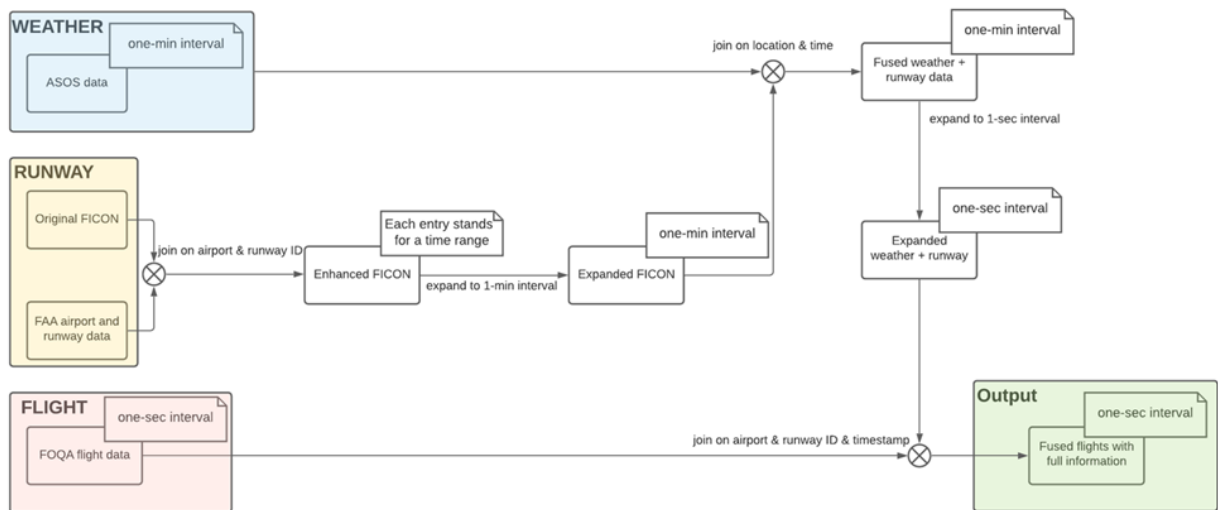 WEATHER
one-min interval
ASOS data
join on location & time
one-min interval
Fused weather +
runway data
expand to 1-sec interval
RUNWAY
Original FICON
join on airport & runway ID
FAA airport and
runway data
Each entry stands
for a time range
Enhanced FICON
expand to 1-min interval
one-min interval
Expanded FICON
one-sec interval
Expanded
weather + runway
FLIGHT
one-sec interval
FOQA flight data
join on airport & runway ID & timestamp
Output
one-sec interval
Fused flights with
full information